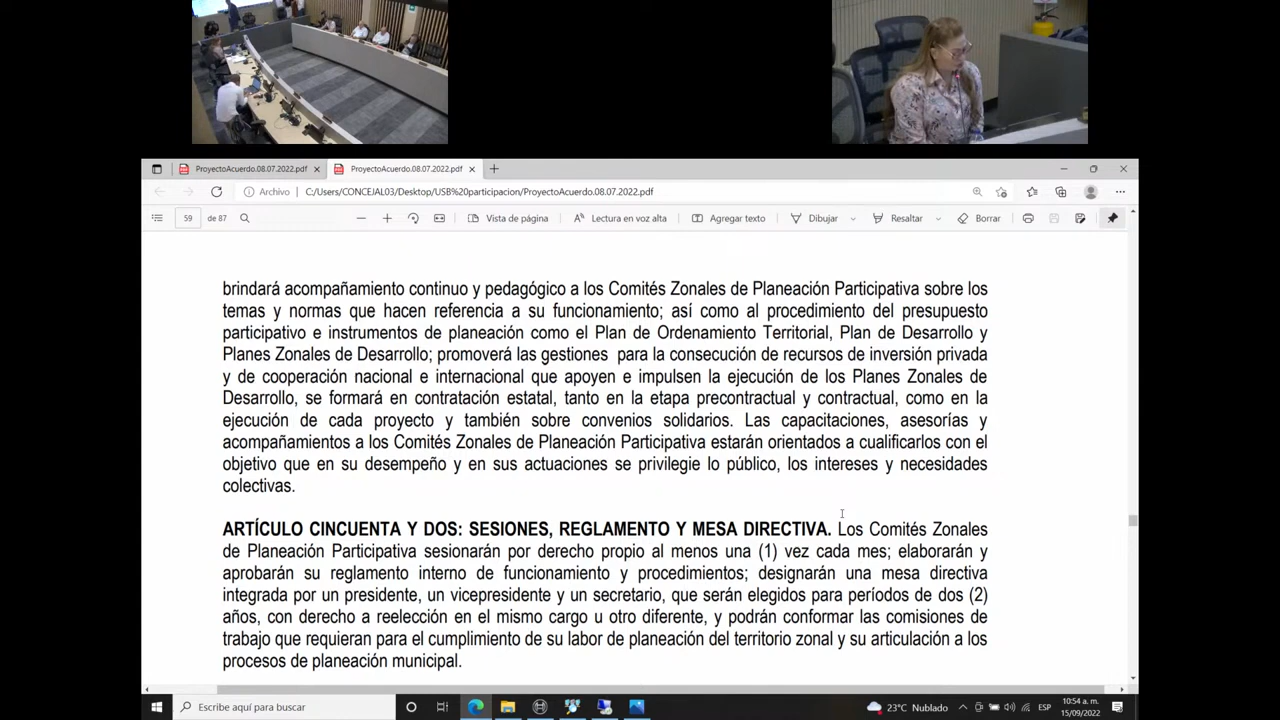 ProyectoAcuerdo.08.07.2022.pdf
ProyectoAcuerdo.08.07.2022.pdf
Archivo C:/Users/CONCEJAL03/Desktop/USB%20participacion/ProyectoAcuerdo.08.07.2022.pdf
59 de 87 Vista de página Lectura en voz alta Agregar texto Dibujar Resaltar Borrar
brindará acompañamiento continuo y pedagógico a los Comités Zonales de Planeación Participativa sobre los
temas y normas que hacen referencia a su funcionamiento; así como al procedimiento del presupuesto
participativo e instrumentos de planeación como el Plan de Ordenamiento Territorial, Plan de Desarrollo y
Planes Zonales de Desarrollo; promoverá las gestiones para la consecución de recursos de inversión privada
y de cooperación nacional e internacional que apoyen e impulsen la ejecución de los Planes Zonales de
Desarrollo, se formará en contratación estatal, tanto en la etapa precontractual y contractual, como en la
ejecución de cada proyecto y también sobre convenios solidarios. Las capacitaciones, asesorías y
acompañamientos a los Comités Zonales de Planeación Participativa estarán orientados a cualificarlos con el
objetivo que en su desempeño y en sus actuaciones se privilegie lo público, los intereses y necesidades
colectivas.
ARTÍCULO CINCUENTA Y DOS: SESIONES, REGLAMENTO Y MESA DIRECTIVA. Los Comités Zonales
de Planeación Participativa sesionarán por derecho propio al menos una (1) vez cada mes; elaborarán y
aprobarán su reglamento interno de funcionamiento y procedimientos; designarán una mesa directiva
integrada por un presidente, un vicepresidente y un secretario, que serán elegidos para períodos de dos (2)
años, con derecho a reelección en el mismo cargo u otro diferente, y podrán conformar las comisiones de
trabajo que requieran para el cumplimiento de su labor de planeación del territorio zonal y su articulación a los
procesos de planeación municipal.
Escribe aquí para buscar
23°C Nublado
ESP
10:54 a. m.
15/09/2022